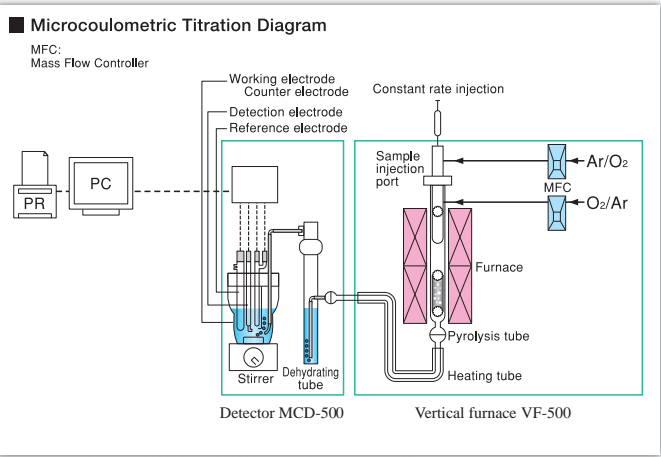 Microcoulometric Titration Diagram
MFC:
Mass Flow Controller
Working electrode
Counter electrode
Detection electrode
Reference electrode
Constant rate injection
Sample
injection
port
Ar/O₂
MFC
O₂/Ar
PR
PC
Furnace
Pyrolysis tube
Heating tube
Stirrer
Dehydrating
tube
Detector MCD-500
Vertical furnace VF-500